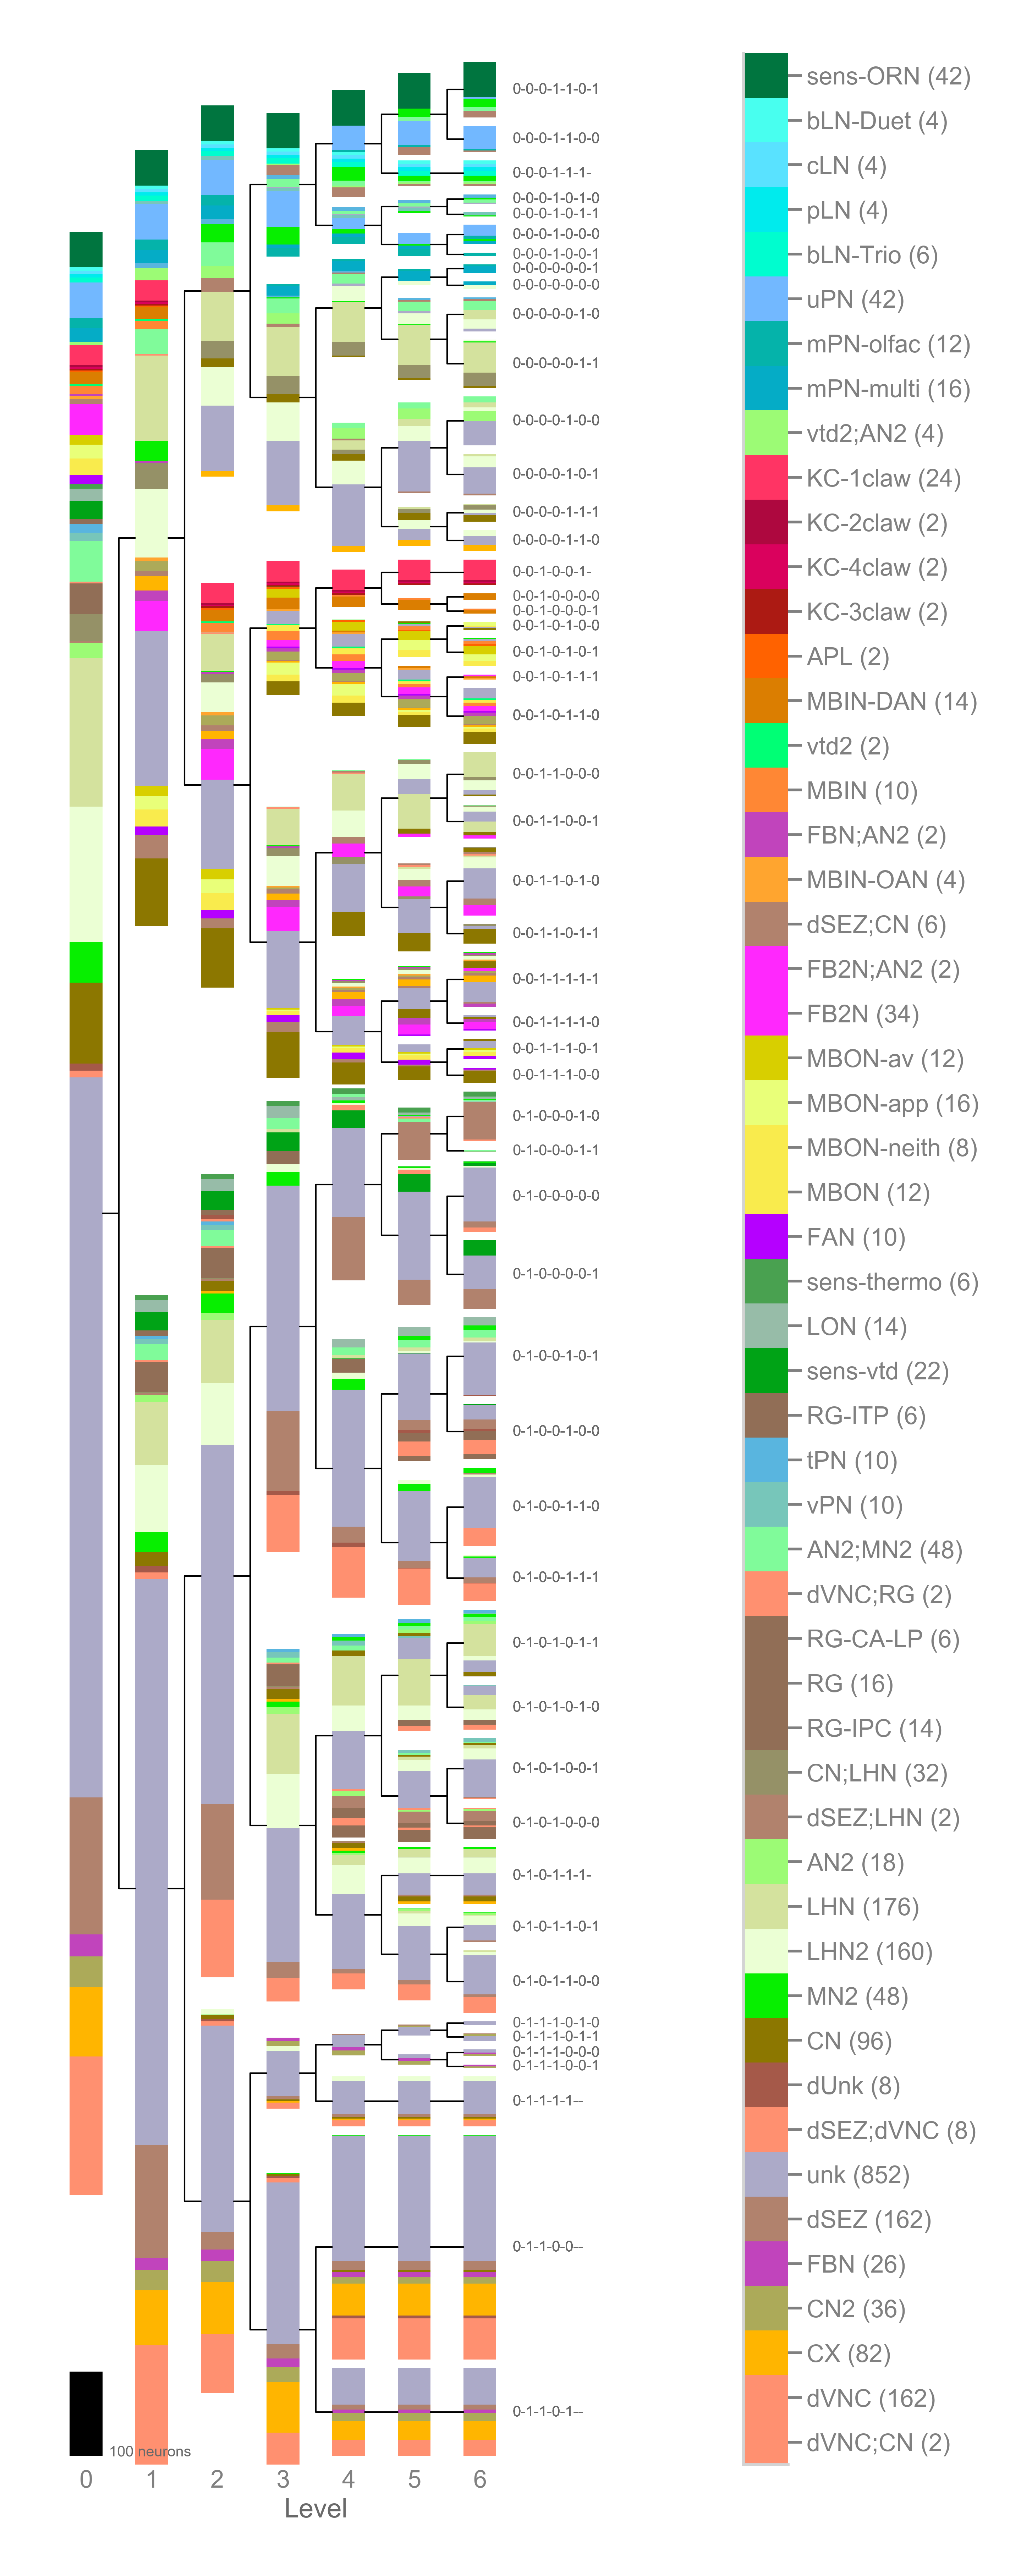 0-0-0-1-1-0-1
0-0-0-1-1-0-0
0-0-0-1-1-1-
0-0-0-1-0-1-0
0-0-0-1-0-1-1
0-0-0-1-0-0-0
0-0-0-1-0-0-1
0-0-0-0-0-0-1
0-0-0-0-0-0-0
0-0-0-0-0-1-0
0-0-0-0-0-1-1
0-0-0-0-1-0-0
0-0-0-0-1-0-1
0-0-0-0-1-1-1
0-0-0-0-1-1-0
0-0-1-0-0-1-
0-0-1-0-0-0-0
0-0-1-0-0-0-1
0-0-1-0-1-0-0
0-0-1-0-1-0-1
0-0-1-0-1-1-1
0-0-1-0-1-1-0
0-0-1-1-0-0-0
0-0-1-1-0-0-1
0-0-1-1-0-1-0
0-0-1-1-0-1-1
0-0-1-1-1-1-1
0-0-1-1-1-1-0
0-0-1-1-1-0-1
0-0-1-1-1-0-0
0-1-0-0-0-1-0
0-1-0-0-0-1-1
0-1-0-0-0-0-0
0-1-0-0-0-0-1
0-1-0-0-1-0-1
0-1-0-0-1-0-0
0-1-0-0-1-1-0
0-1-0-0-1-1-1
0-1-0-1-0-1-1
0-1-0-1-0-1-0
0-1-0-1-0-0-1
0-1-0-1-0-0-0
0-1-0-1-1-1-
0-1-0-1-1-0-1
0-1-0-1-1-0-0
0-1-1-1-0-1-0
0-1-1-1-0-1-1
0-1-1-1-0-0-0
0-1-1-1-0-0-1
0-1-1-1-1--
0-1-1-0-0--
0-1-1-0-1--
100 neurons
0 1 2 3 4 5 6
Level
sens-ORN (42)
bLN-Duet (4)
cLN (4)
pLN (4)
bLN-Trio (6)
uPN (42)
mPN-olfac (12)
mPN-multi (16)
vtd2;AN2 (4)
KC-1claw (24)
KC-2claw (2)
KC-4claw (2)
KC-3claw (2)
APL (2)
MBIN-DAN (14)
vtd2 (2)
MBIN (10)
FBN;AN2 (2)
MBIN-OAN (4)
dSEZ;CN (6)
FB2N;AN2 (2)
FB2N (34)
MBON-av (12)
MBON-app (16)
MBON-neith (8)
MBON (12)
FAN (10)
sens-thermo (6)
LON (14)
sens-vtd (22)
RG-ITP (6)
tPN (10)
vPN (10)
AN2;MN2 (48)
dVNC;RG (2)
RG-CA-LP (6)
RG (16)
RG-IPC (14)
CN;LHN (32)
dSEZ;LHN (2)
AN2 (18)
LHN (176)
LHN2 (160)
MN2 (48)
CN (96)
dUnk (8)
dSEZ;dVNC (8)
unk (852)
dSEZ (162)
FBN (26)
CN2 (36)
CX (82)
dVNC (162)
dVNC;CN (2)